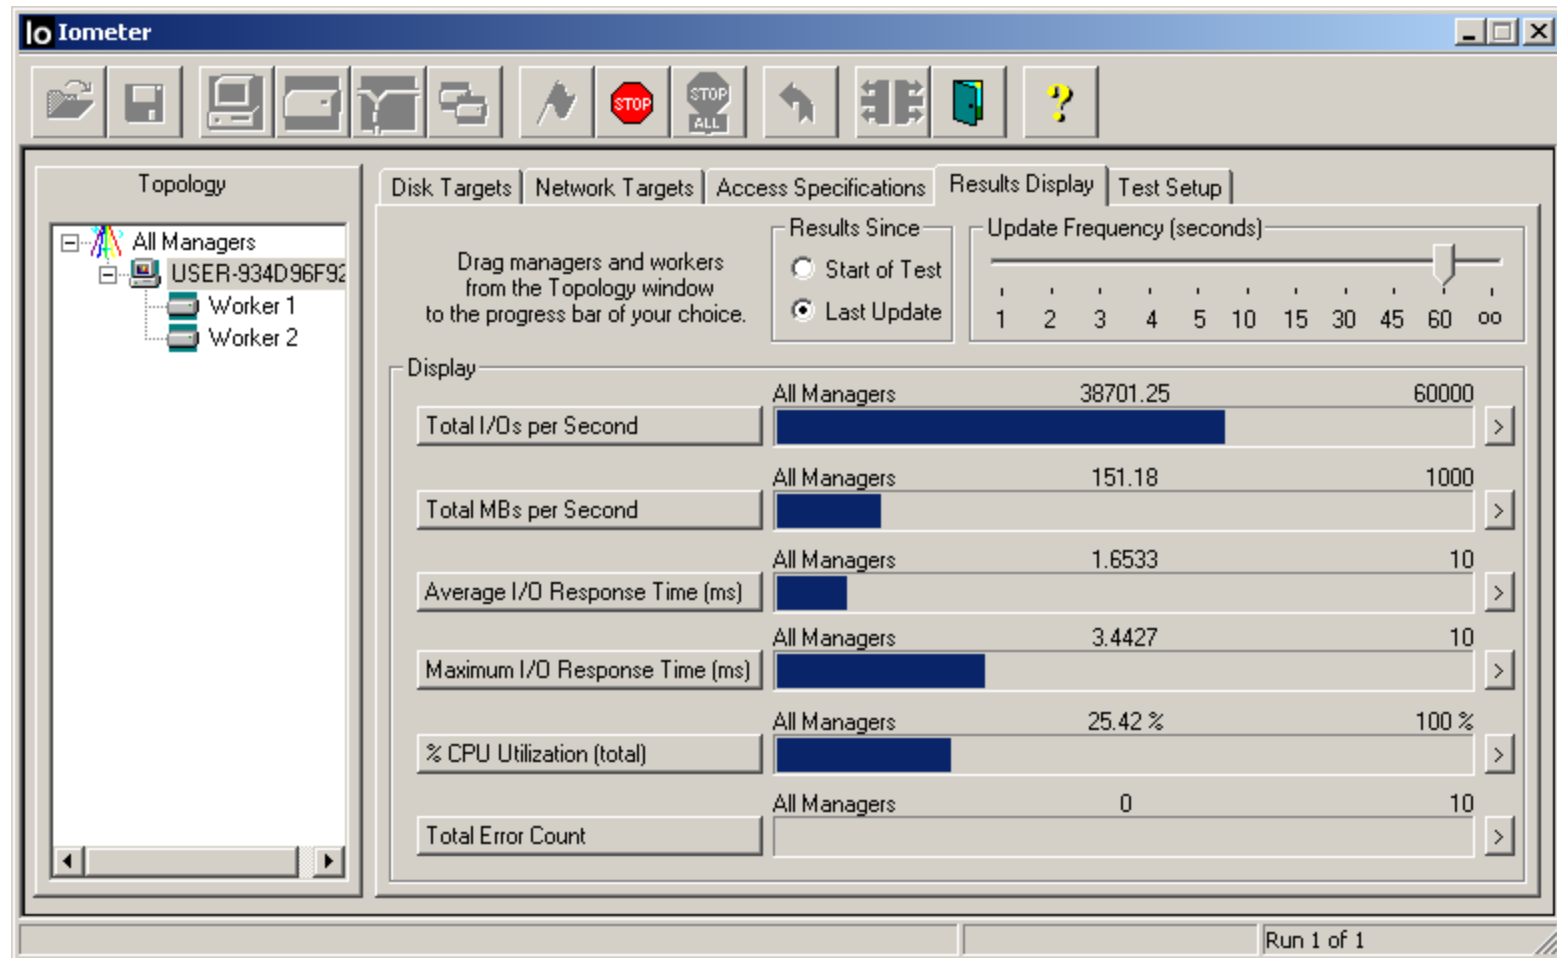 Io Iometer
STOP
STOP
ALL
?
Topology
All Managers
USER-934D96F92
Worker 1
Worker 2
Disk Targets
Network Targets
Access Specifications
Results Display
Test Setup
Drag managers and workers
from the Topology window
to the progress bar of your choice.
Results Since
Start of Test
Last Update
Update Frequency (seconds)
1 2 3 4 5 10 15 30 45 60 oo
Display
All Managers 38701.25 60000
Total I/Os per Second >
All Managers 151.18 1000
Total MBs per Second >
All Managers 1.6533 10
Average I/O Response Time (ms) >
All Managers 3.4427 10
Maximum I/O Response Time (ms) >
All Managers 25.42 % 100 %
% CPU Utilization (total) >
All Managers 0 10
Total Error Count >
Run 1 of 1